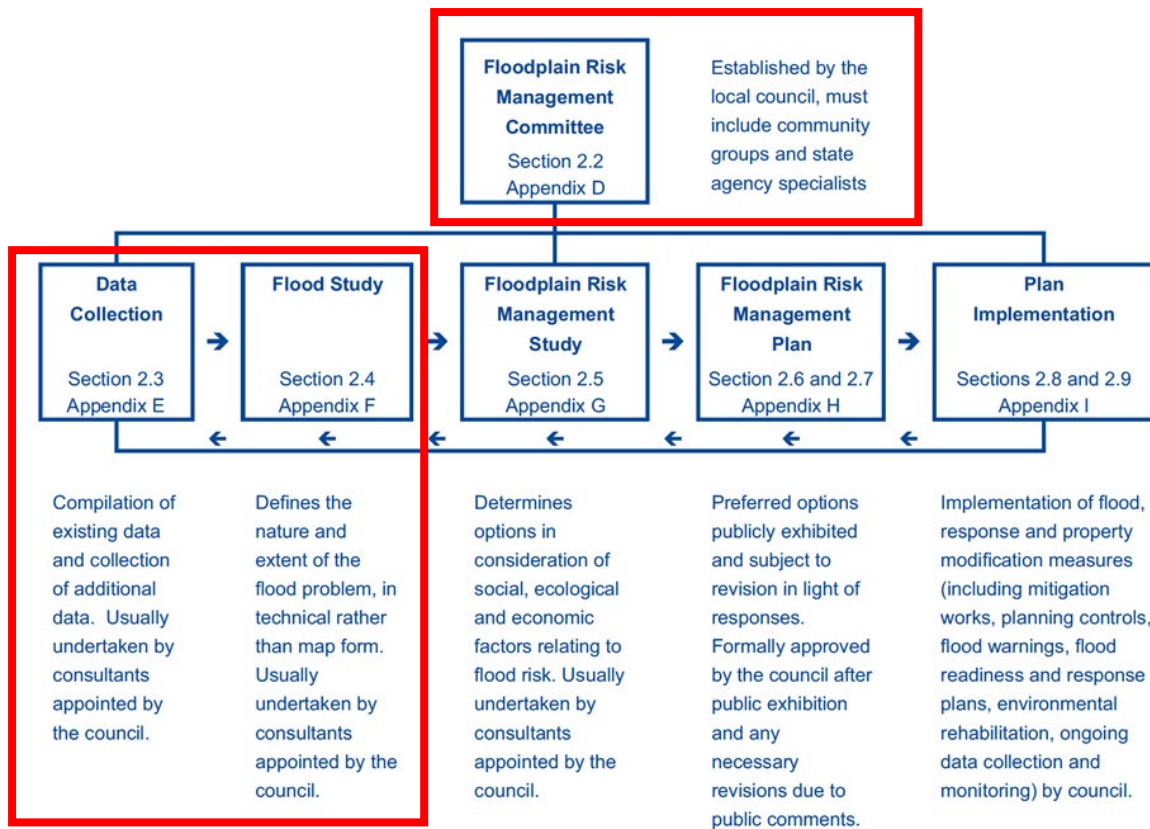 Floodplain Risk
Management
Committee
Section 2.2
Appendix D
Established by the
local council, must
include community
groups and state
agency specialists
Data
Collection
Section 2.3
Appendix E
Flood Study
Section 2.4
Appendix F
Floodplain Risk
Management
Study
Section 2.5
Appendix G
Floodplain Risk
Management
Plan
Section 2.6 and 2.7
Appendix H
Plan
Implementation
Sections 2.8 and 2.9
Appendix I
Compilation of
existing data
and collection
of additional
data.  Usually
undertaken by
consultants
appointed by
the council.
Defines the
nature and
extent of the
flood problem, in
technical rather
than map form.
Usually
undertaken by
consultants
appointed by the
council.
Determines
options in
consideration of
social, ecological
and economic
factors relating to
flood risk. Usually
undertaken by
consultants
appointed by the
council.
Preferred options
publicly exhibited
and subject to
revision in light of
responses.
Formally approved
by the council after
public exhibition
and any
necessary
revisions due to
public comments.
Implementation of flood,
response and property
modification measures
(including mitigation
works, planning controls,
flood warnings, flood
readiness and response
plans, environmental
rehabilitation, ongoing
data collection and
monitoring) by council.